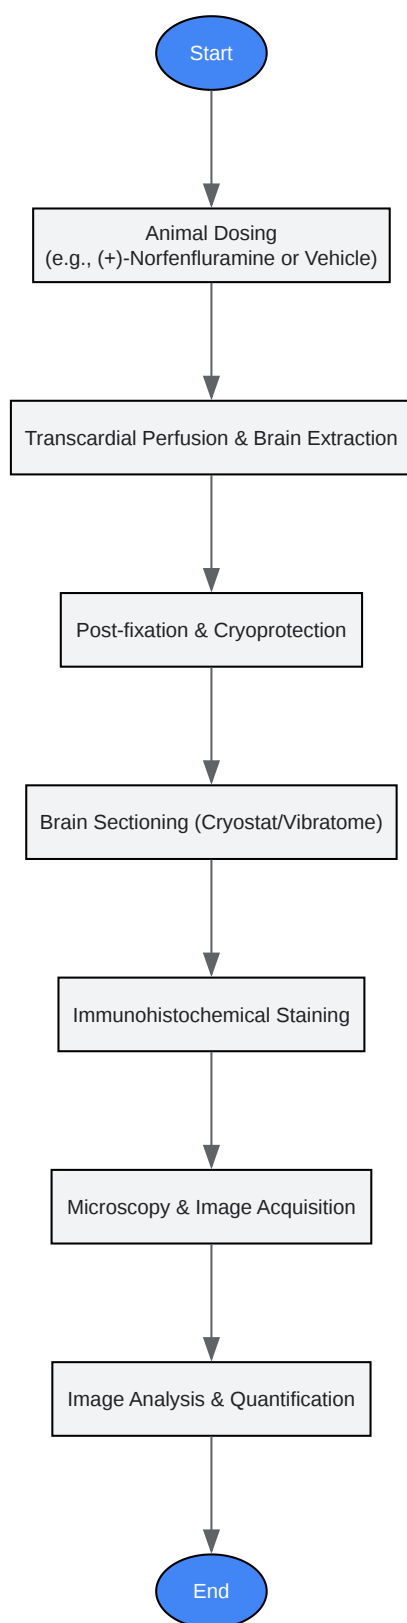 Start
Animal Dosing
(e.g., (+)-Norfenfluramine or Vehicle)
Transcardial Perfusion & Brain Extraction
Post-fixation & Cryoprotection
Brain Sectioning (Cryostat/Vibratome)
Immunohistochemical Staining
Microscopy & Image Acquisition
Image Analysis & Quantification
End